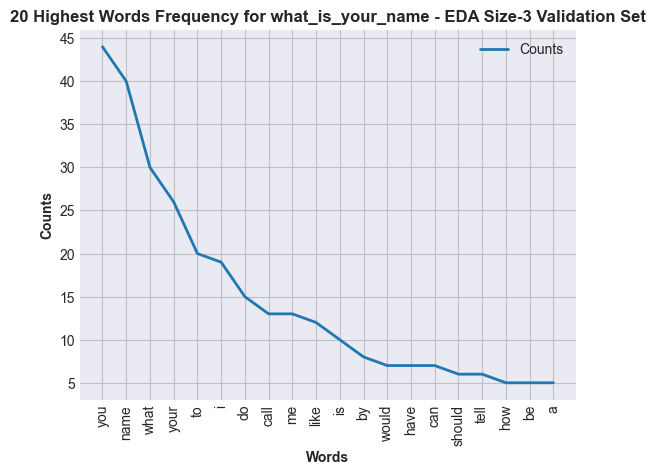 20 Highest Words Frequency for what_is_your_name - EDA Size-3 Validation Set
Counts
45
40
35
30
25
20
15
10
5
Counts
you
name
what
your
to
i
do
call
me
like
is
by
would
have
can
should
tell
how
be
a
Words